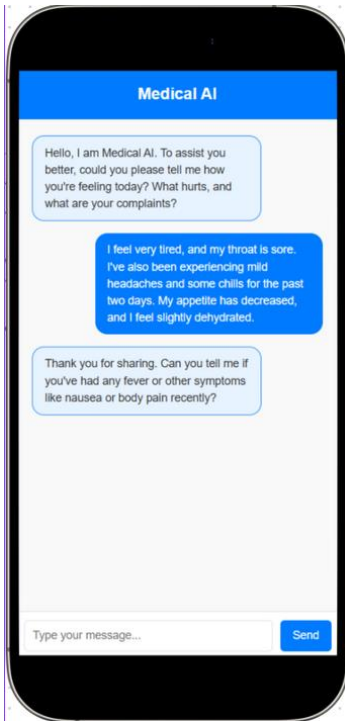 Medical AI
Hello, I am Medical AI. To assist you
better, could you please tell me how
you're feeling today? What hurts, and
what are your complaints?
I feel very tired, and my throat is sore.
I've also been experiencing mild
headaches and some chills for the past
two days. My appetite has decreased,
and I feel slightly dehydrated.
Thank you for sharing. Can you tell me if
you've had any fever or other symptoms
like nausea or body pain recently?
Type your message...
Send